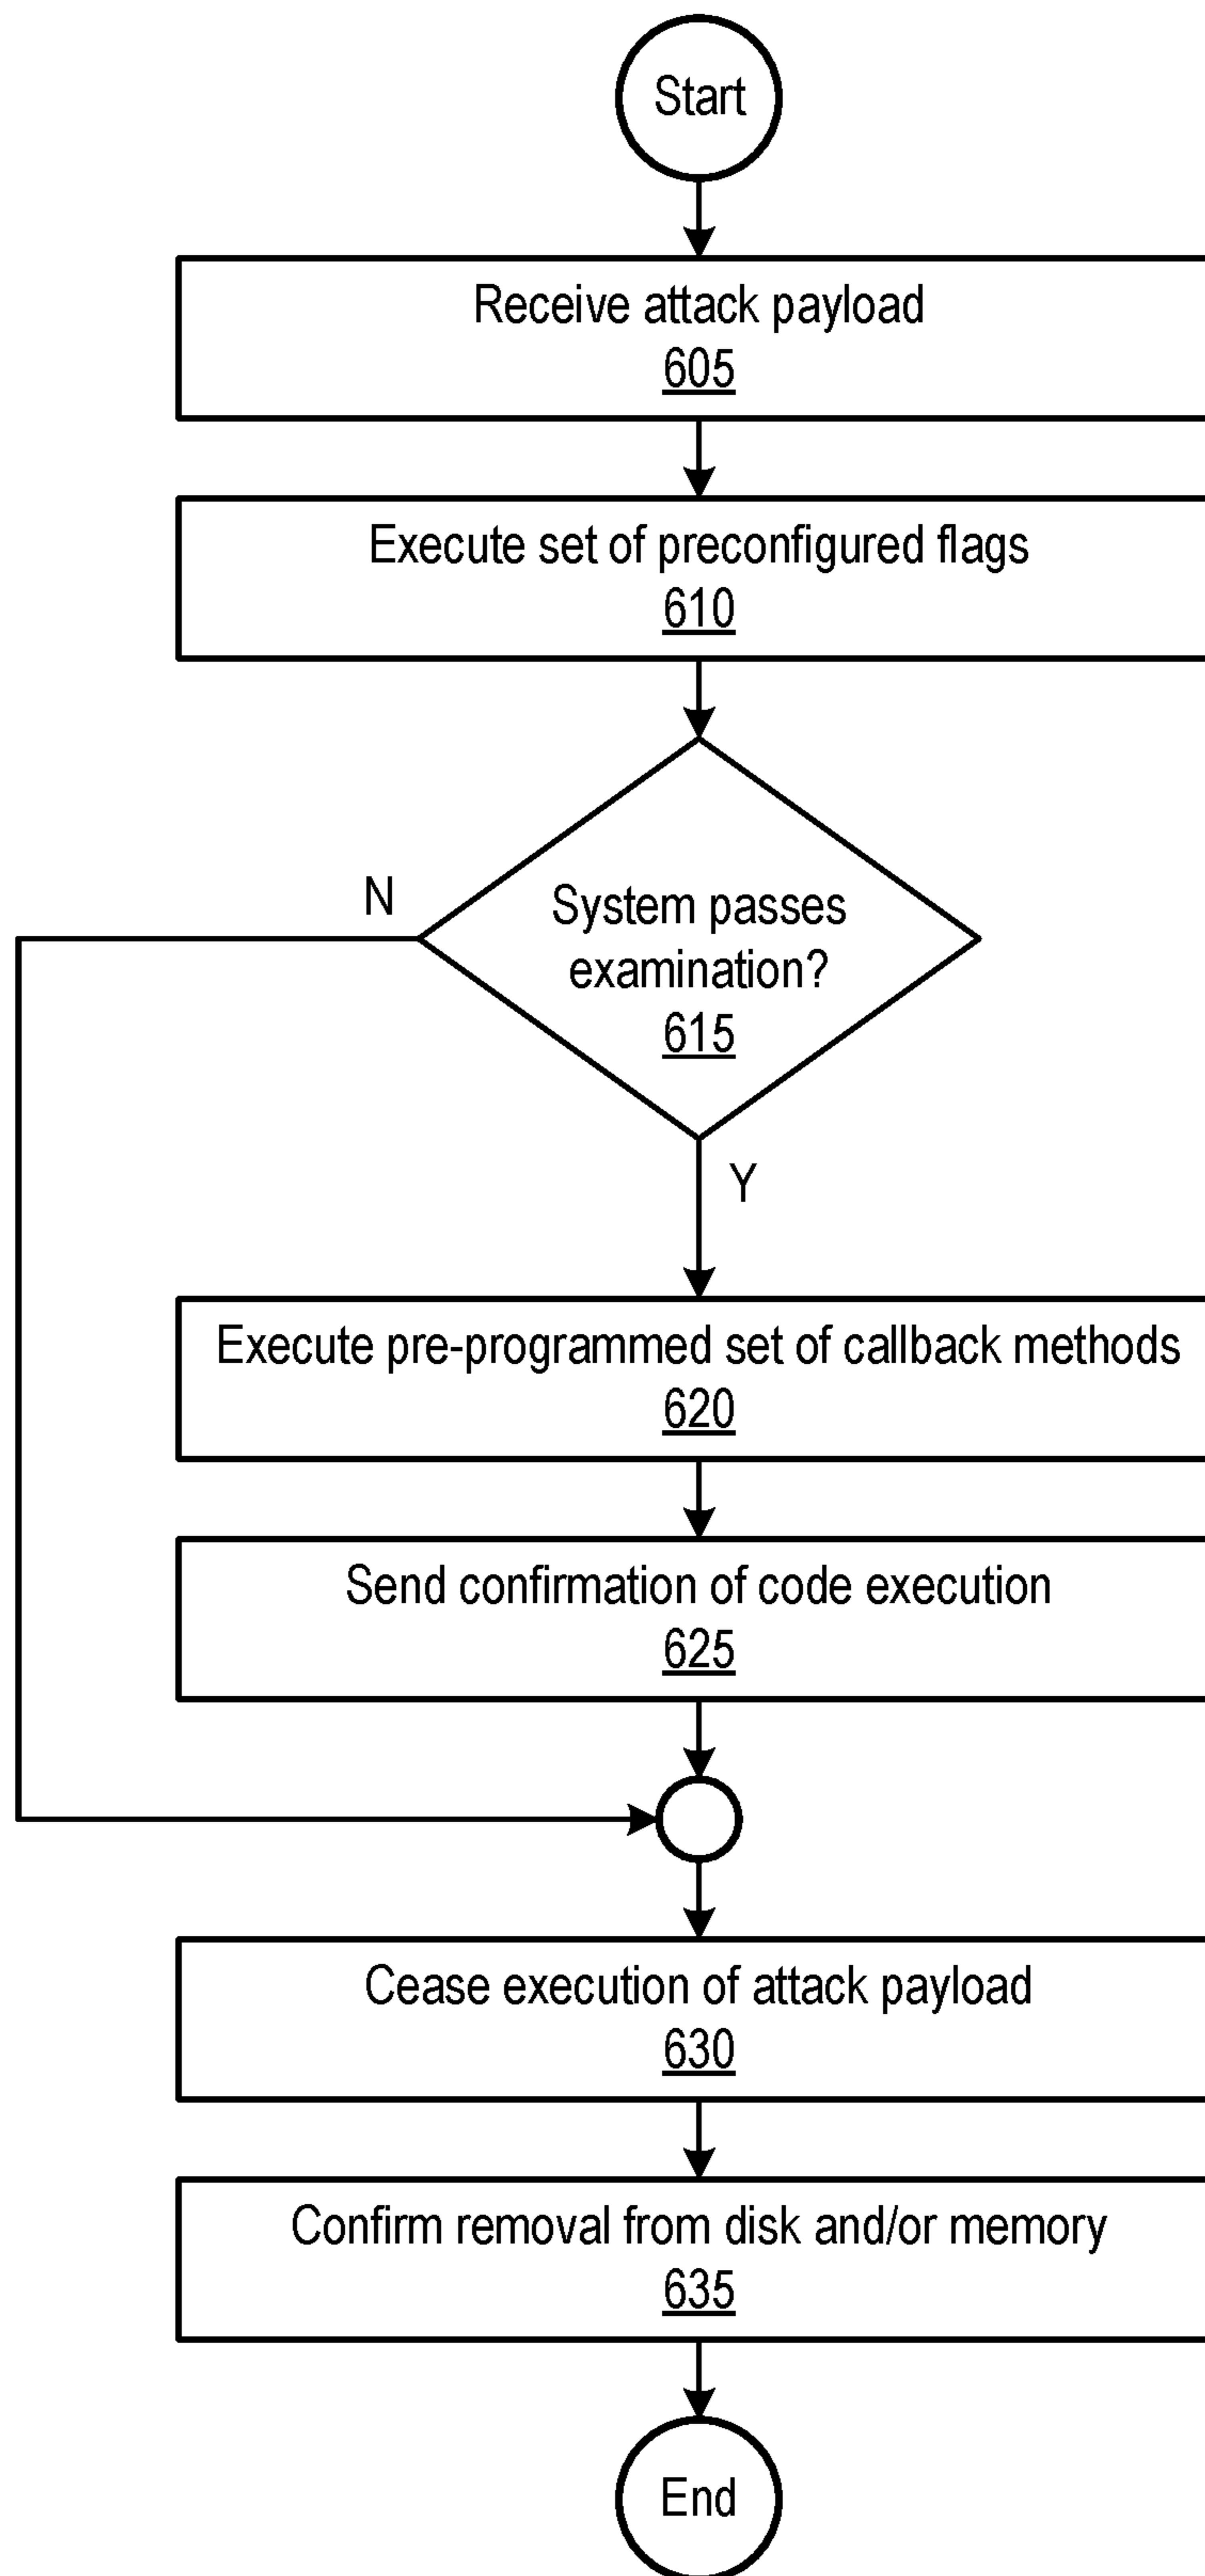 Start
Receive attack payload
605
Execute set of preconfigured flags
610
N
System passes
examination?
615
Y
Execute pre-programmed set of callback methods
620
Send confirmation of code execution
625
Cease execution of attack payload
630
Confirm removal from disk and/or memory
635
End